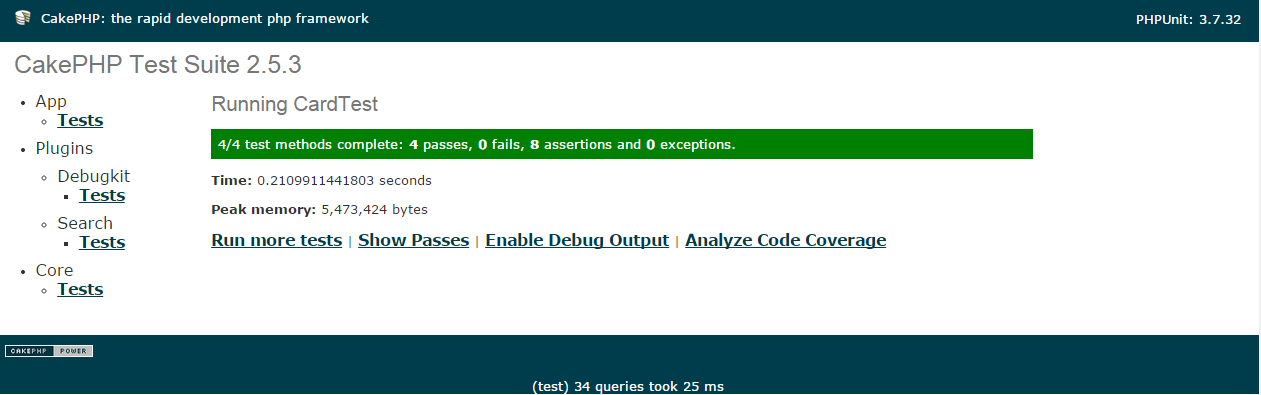 CakePHP: the rapid development php framework
PHPUnit: 3.7.32
CakePHP Test Suite 2.5.3
App
Tests
Plugins
Debugkit
Tests
Search
Tests
Core
Tests
Running CardTest
4/4 test methods complete: 4 passes, 0 fails, 8 assertions and 0 exceptions.
Time: 0.2109911441803 seconds
Peak memory: 5,473,424 bytes
Run more tests | Show Passes | Enable Debug Output | Analyze Code Coverage
CAKEPHP POWER
(test) 34 queries took 25 ms